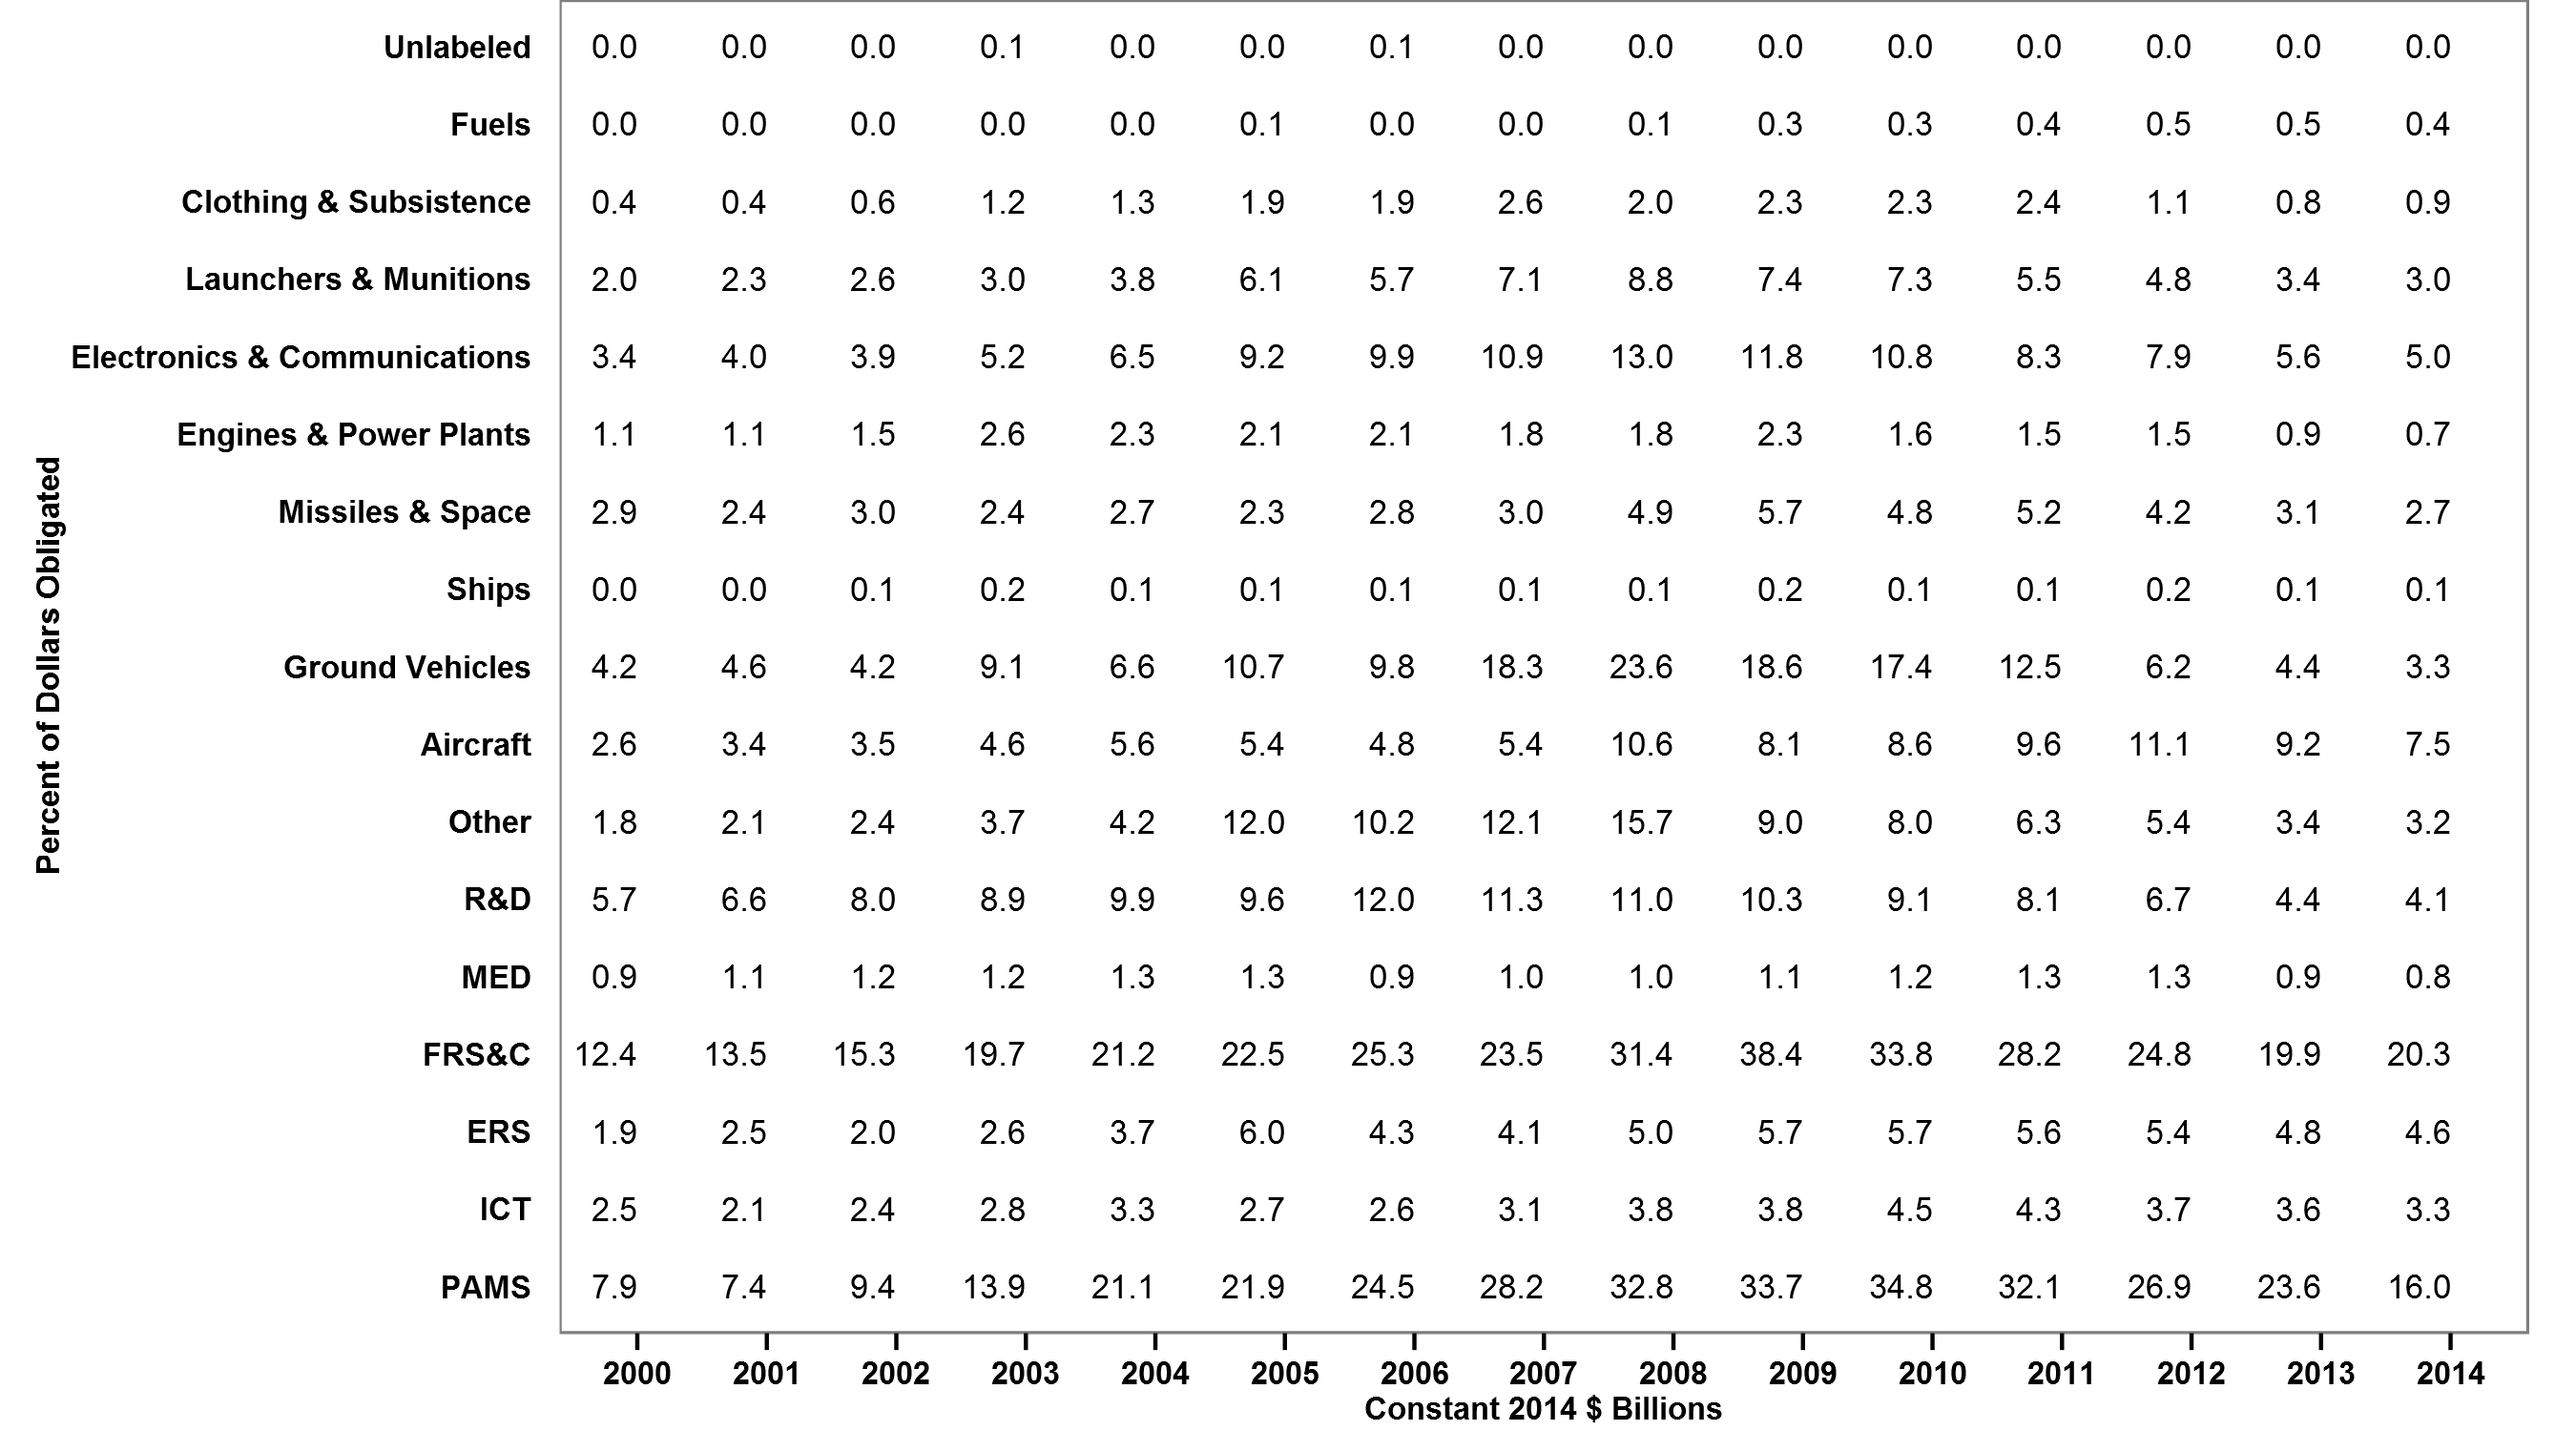 Unlabeled 0.0 0.0 0.0 0.1 0.0 0.0 0.1 0.0 0.0 0.0 0.0 0.0 0.0 0.0 0.0
Fuels 0.0 0.0 0.0 0.0 0.0 0.1 0.0 0.0 0.1 0.3 0.3 0.4 0.5 0.5 0.4
Clothing & Subsistence 0.4 0.4 0.6 1.2 1.3 1.9 1.9 2.6 2.0 2.3 2.3 2.4 1.1 0.8 0.9
Launchers & Munitions 2.0 2.3 2.6 3.0 3.8 6.1 5.7 7.1 8.8 7.4 7.3 5.5 4.8 3.4 3.0
Electronics & Communications 3.4 4.0 3.9 5.2 6.5 9.2 9.9 10.9 13.0 11.8 10.8 8.3 7.9 5.6 5.0
Engines & Power Plants 1.1 1.1 1.5 2.6 2.3 2.1 2.1 1.8 1.8 2.3 1.6 1.5 1.5 0.9 0.7
Missiles & Space 2.9 2.4 3.0 2.4 2.7 2.3 2.8 3.0 4.9 5.7 4.8 5.2 4.2 3.1 2.7
Ships 0.0 0.0 0.1 0.2 0.1 0.1 0.1 0.1 0.1 0.2 0.1 0.1 0.2 0.1 0.1
Ground Vehicles 4.2 4.6 4.2 9.1 6.6 10.7 9.8 18.3 23.6 18.6 17.4 12.5 6.2 4.4 3.3
Aircraft 2.6 3.4 3.5 4.6 5.6 5.4 4.8 5.4 10.6 8.1 8.6 9.6 11.1 9.2 7.5
Other 1.8 2.1 2.4 3.7 4.2 12.0 10.2 12.1 15.7 9.0 8.0 6.3 5.4 3.4 3.2
R&D 5.7 6.6 8.0 8.9 9.9 9.6 12.0 11.3 11.0 10.3 9.1 8.1 6.7 4.4 4.1
MED 0.9 1.1 1.2 1.2 1.3 1.3 0.9 1.0 1.0 1.1 1.2 1.3 1.3 0.9 0.8
FRS&C 12.4 13.5 15.3 19.7 21.2 22.5 25.3 23.5 31.4 38.4 33.8 28.2 24.8 19.9 20.3
ERS 1.9 2.5 2.0 2.6 3.7 6.0 4.3 4.1 5.0 5.7 5.7 5.6 5.4 4.8 4.6
ICT 2.5 2.1 2.4 2.8 3.3 2.7 2.6 3.1 3.8 3.8 4.5 4.3 3.7 3.6 3.3
PAMS 7.9 7.4 9.4 13.9 21.1 21.9 24.5 28.2 32.8 33.7 34.8 32.1 26.9 23.6 16.0
2000 2001 2002 2003 2004 2005 2006 2007 2008 2009 2010 2011 2012 2013 2014
Constant 2014 $ Billions
Percent of Dollars Obligated